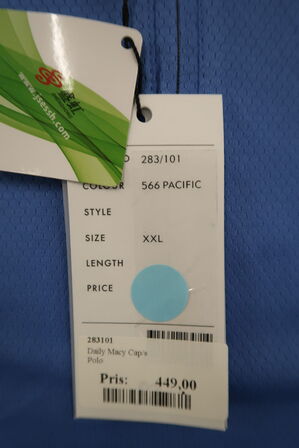 www.jsessh.com
283/101
COLOUR 566 PACIFIC
STYLE
SIZE XXL
LENGTH
PRICE
283101
Daily Macy Cap/s
Polo
Pris: 449,00